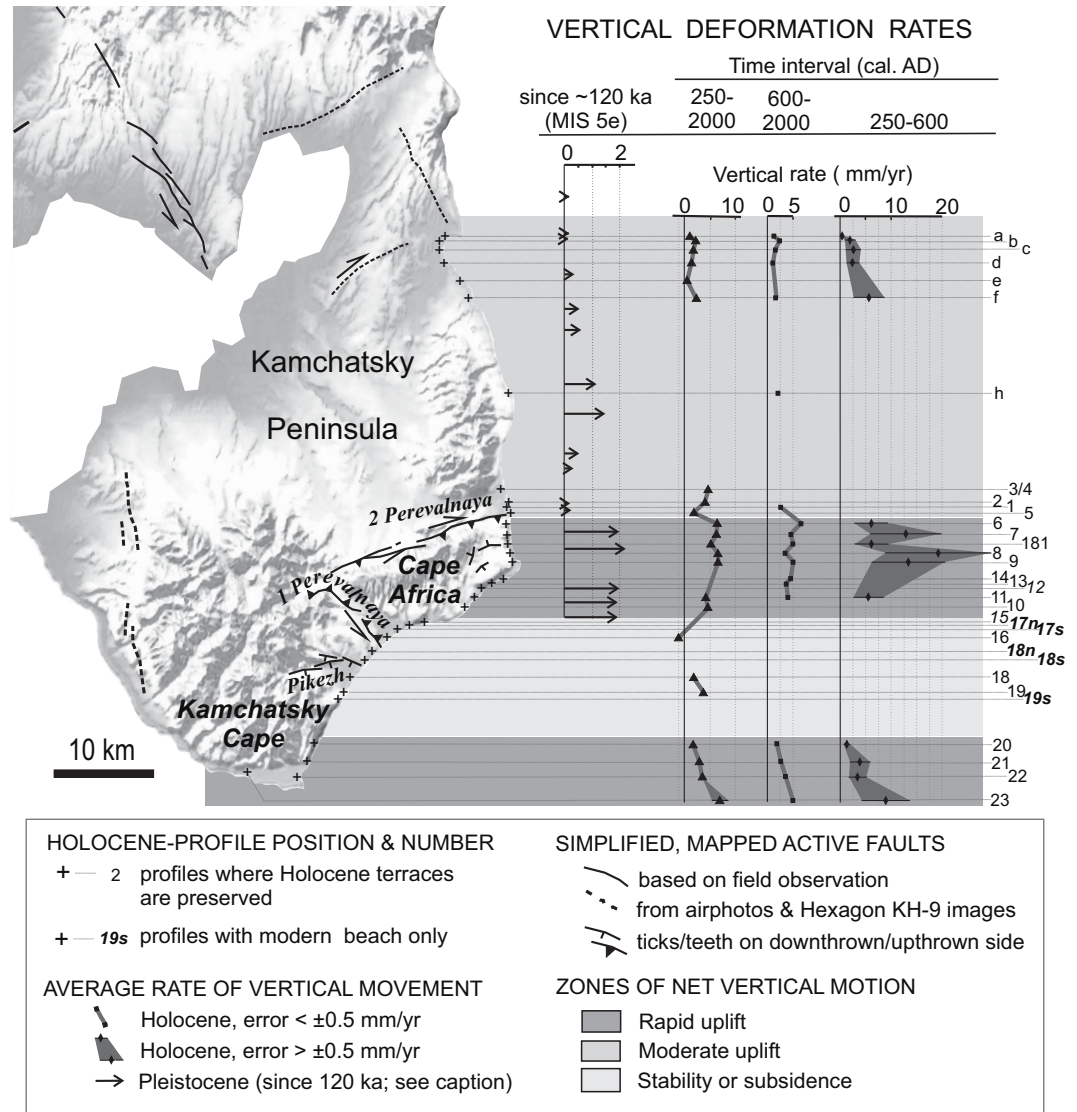 VERTICAL DEFORMATION RATES
Time interval (cal. AD)
since ~120 ka
(MIS 5e)
250-
2000
600-
2000
250-600
0 2
Vertical rate ( mm/yr)
0 10 0 5 0 10 20
a
b
c
d
e
f
h
3/4
2 1
5
6
7
181
8
9
14 13 12
11 10
15
17n 17s
16
18n 18s
18
19 19s
20
21
22
23
Kamchatsky
Peninsula
2 Perevalnaya
Cape
Africa
1 Perevalnaya
Pikezh
Kamchatsky
Cape
10 km
HOLOCENE-PROFILE POSITION & NUMBER
2 profiles where Holocene terraces
are preserved
19s profiles with modern beach only
AVERAGE RATE OF VERTICAL MOVEMENT
Holocene, error < ±0.5 mm/yr
Holocene, error > ±0.5 mm/yr
Pleistocene (since 120 ka; see caption)
SIMPLIFIED, MAPPED ACTIVE FAULTS
based on field observation
from airphotos & Hexagon KH-9 images
ticks/teeth on downthrown/upthrown side
ZONES OF NET VERTICAL MOTION
Rapid uplift
Moderate uplift
Stability or subsidence